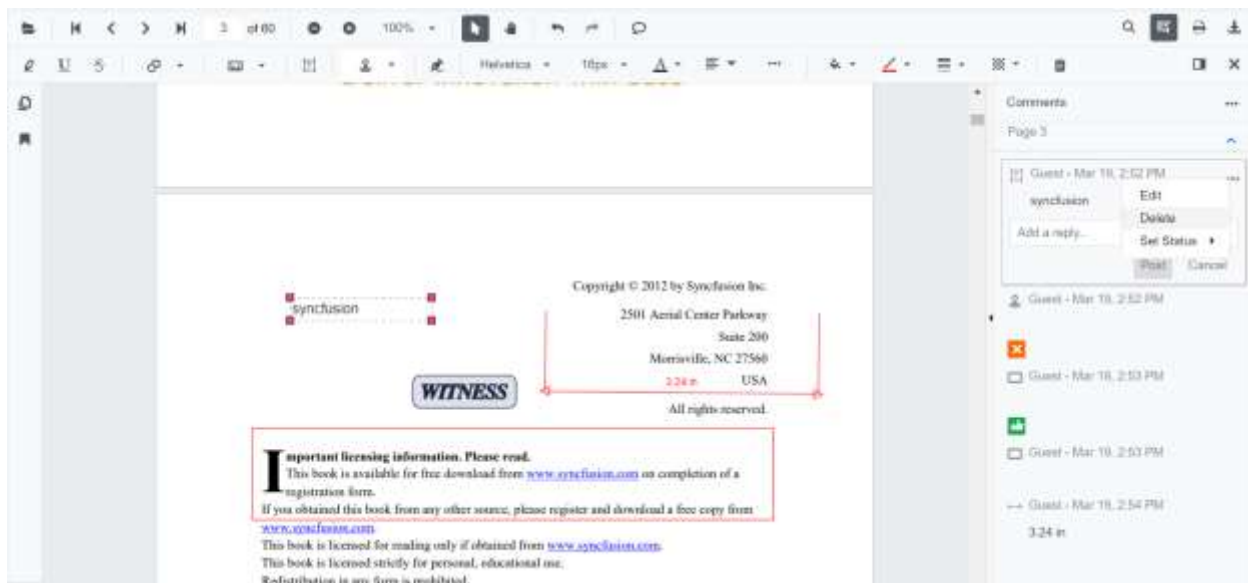 3 of 60 100%
Helvetica 16px
Comments
Page 3
Guest - Mar 19, 2:52 PM
syncfusion
Edit
Delete
Add a reply...
Set Status
Post Cancel
Guest - Mar 19, 2:52 PM
Guest - Mar 19, 2:53 PM
Guest - Mar 19, 2:53 PM
Guest - Mar 19, 2:54 PM
3.24 in
Copyright © 2012 by Syncfusion Inc.
syncfusion
2501 Aerial Center Parkway
Suite 200
Morrisville, NC 27560
3.24 in USA
WITNESS
All rights reserved.
Important licensing information. Please read.
This book is available for free download from www.syncfusion.com on completion of a
registration form.
If you obtained this book from any other source, please register and download a free copy from
www.syncfusion.com.
This book is licensed for reading only if obtained from www.syncfusion.com.
This book is licensed strictly for personal, educational use.
Redistribution in any form is prohibited.